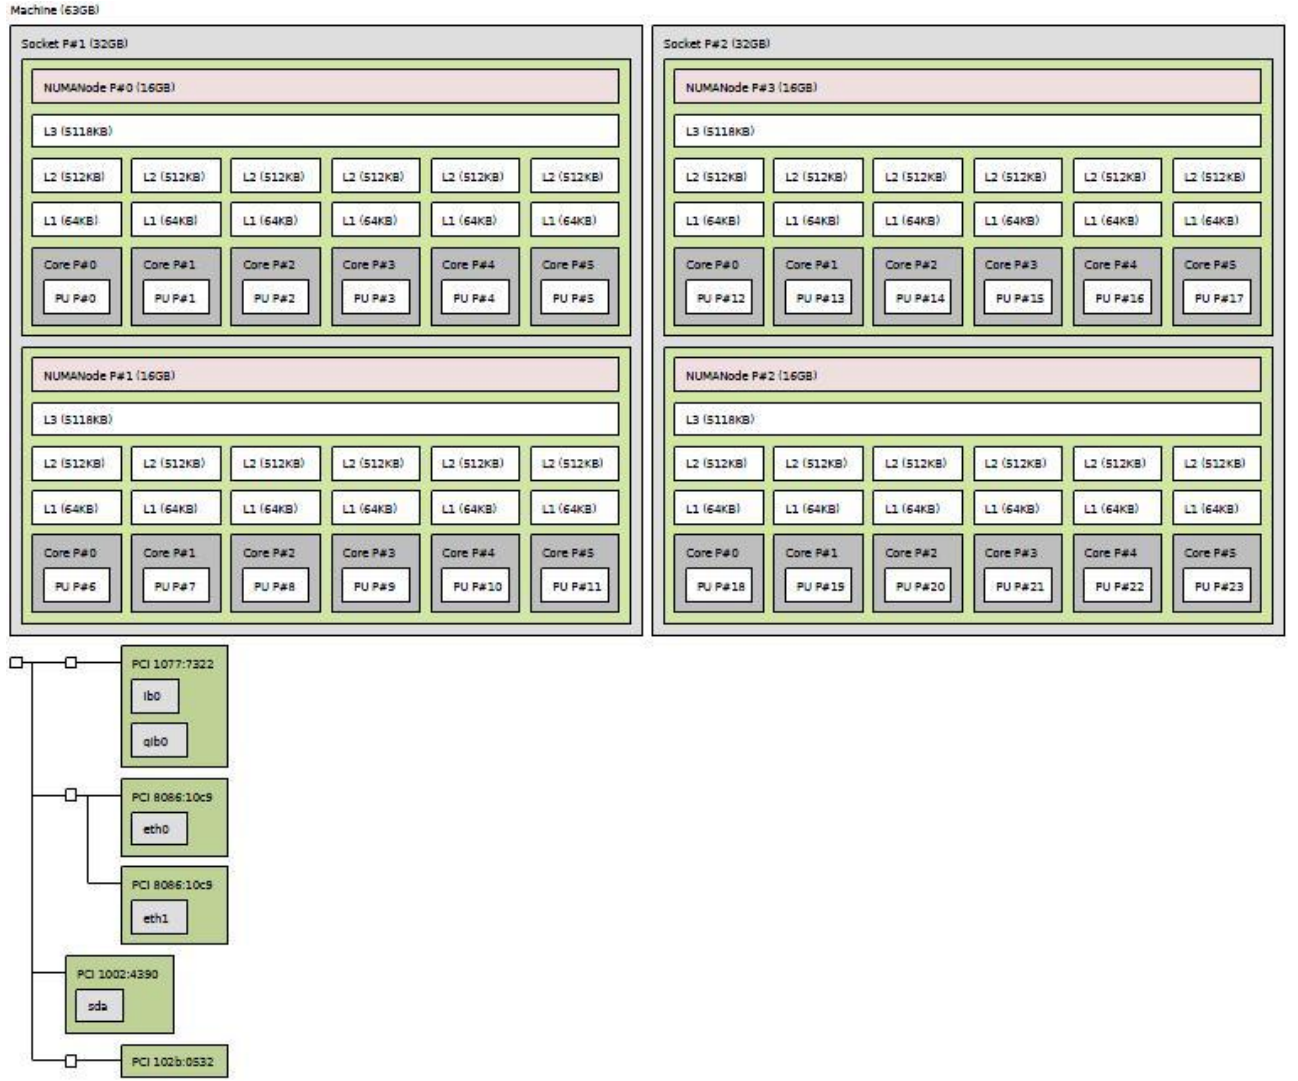 Machine (63GB)
Socket P#1 (32GB)
NUMANode P#0 (16GB)
L3 (5118KB)
L2 (512KB) L2 (512KB) L2 (512KB) L2 (512KB) L2 (512KB) L2 (512KB)
L1 (64KB) L1 (64KB) L1 (64KB) L1 (64KB) L1 (64KB) L1 (64KB)
Core P#0 Core P#1 Core P#2 Core P#3 Core P#4 Core P#5
PU P#0 PU P#1 PU P#2 PU P#3 PU P#4 PU P#5
NUMANode P#1 (16GB)
L3 (5118KB)
L2 (512KB) L2 (512KB) L2 (512KB) L2 (512KB) L2 (512KB) L2 (512KB)
L1 (64KB) L1 (64KB) L1 (64KB) L1 (64KB) L1 (64KB) L1 (64KB)
Core P#0 Core P#1 Core P#2 Core P#3 Core P#4 Core P#5
PU P#6 PU P#7 PU P#8 PU P#9 PU P#10 PU P#11
Socket P#2 (32GB)
NUMANode P#3 (16GB)
L3 (5118KB)
L2 (512KB) L2 (512KB) L2 (512KB) L2 (512KB) L2 (512KB) L2 (512KB)
L1 (64KB) L1 (64KB) L1 (64KB) L1 (64KB) L1 (64KB) L1 (64KB)
Core P#0 Core P#1 Core P#2 Core P#3 Core P#4 Core P#5
PU P#12 PU P#13 PU P#14 PU P#15 PU P#16 PU P#17
NUMANode P#2 (16GB)
L3 (5118KB)
L2 (512KB) L2 (512KB) L2 (512KB) L2 (512KB) L2 (512KB) L2 (512KB)
L1 (64KB) L1 (64KB) L1 (64KB) L1 (64KB) L1 (64KB) L1 (64KB)
Core P#0 Core P#1 Core P#2 Core P#3 Core P#4 Core P#5
PU P#18 PU P#19 PU P#20 PU P#21 PU P#22 PU P#23
PCI 1077:7322
ib0
qib0
PCI 8086:10c9
eth0
PCI 8086:10c9
eth1
PCI 1002:4390
sda
PCI 102b:0532